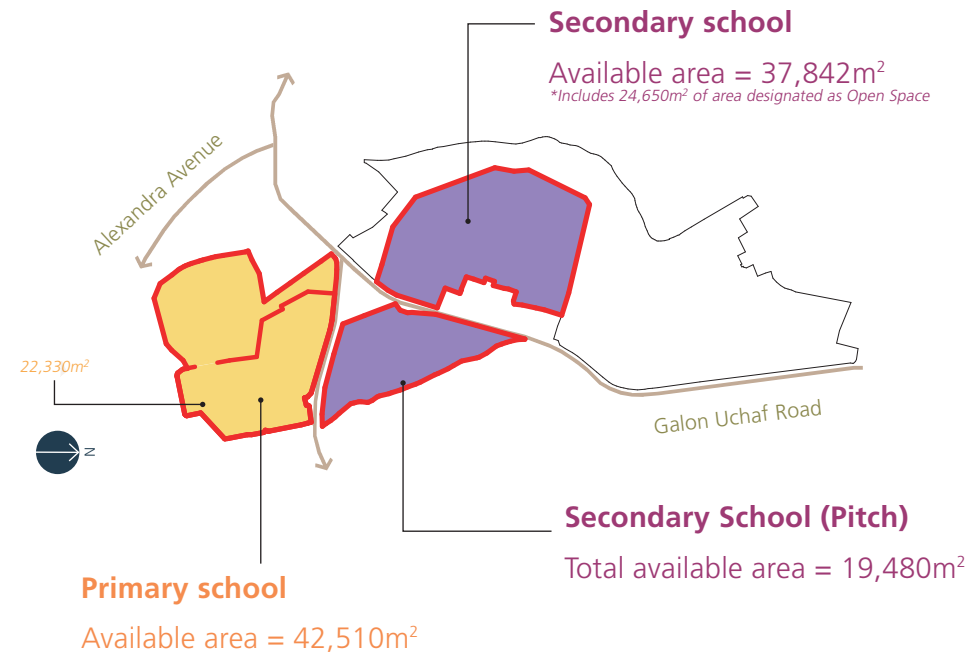 Secondary school
Available area = 37,842m²
*Includes 24,650m² of area designated as Open Space
Alexandra Avenue
22,330m²
N
Galon Uchaf Road
Secondary School (Pitch)
Total available area = 19,480m²
Primary school
Available area = 42,510m²